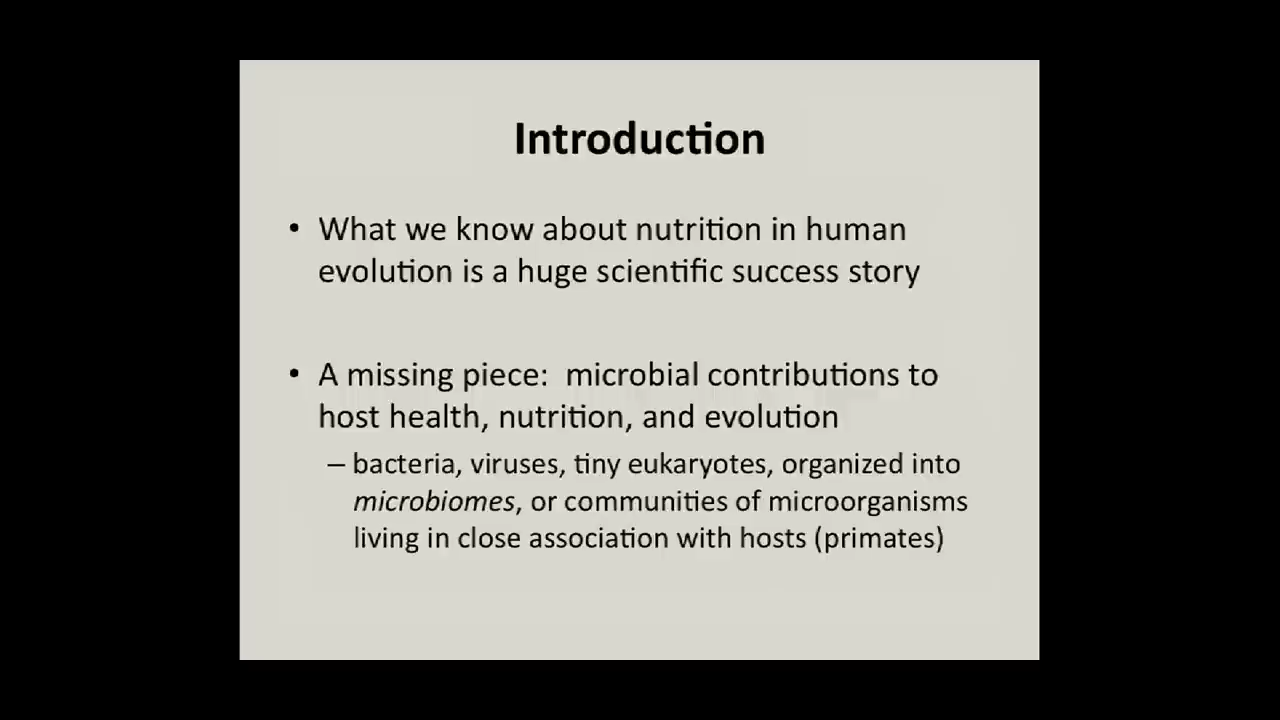 Introduction
• What we know about nutrition in human
evolution is a huge scientific success story
• A missing piece:  microbial contributions to
host health, nutrition, and evolution
– bacteria, viruses, tiny eukaryotes, organized into
microbiomes, or communities of microorganisms
living in close association with hosts (primates)